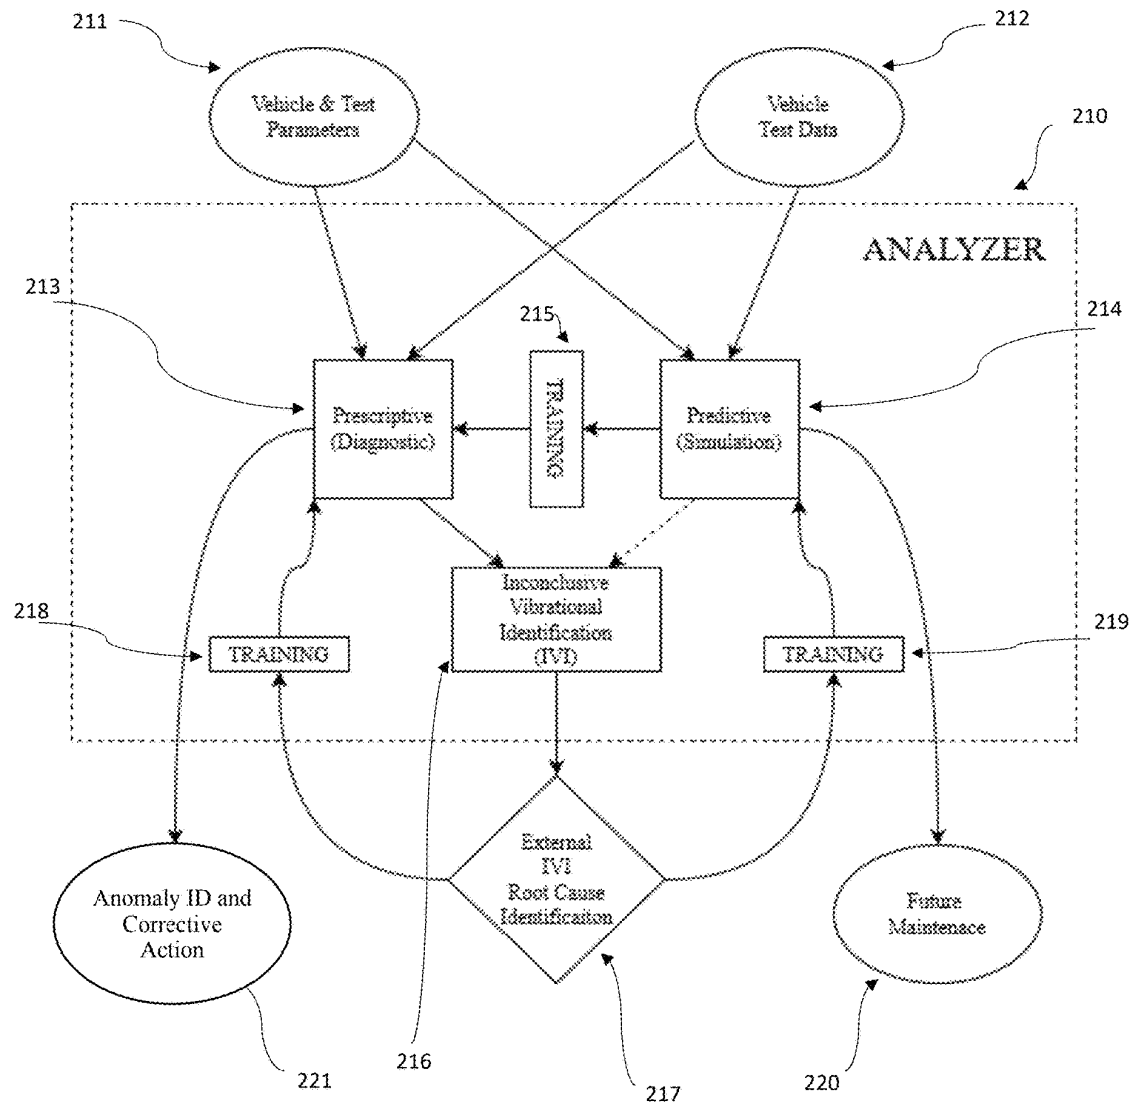 211
212
Vehicle & Test
Parameters
Vehicle
Test Data
210
ANALYZER
213
215
214
Prescriptive
(Diagnostic)
TRAINING
Predictive
(Simulation)
Inconclusive
Vibrational
Identification
(IVI)
218
TRAINING
TRAINING
219
External
IVI
Root Cause
Identificaiton
Anomaly ID and
Corrective
Action
Future
Maintenace
221
216
217
220